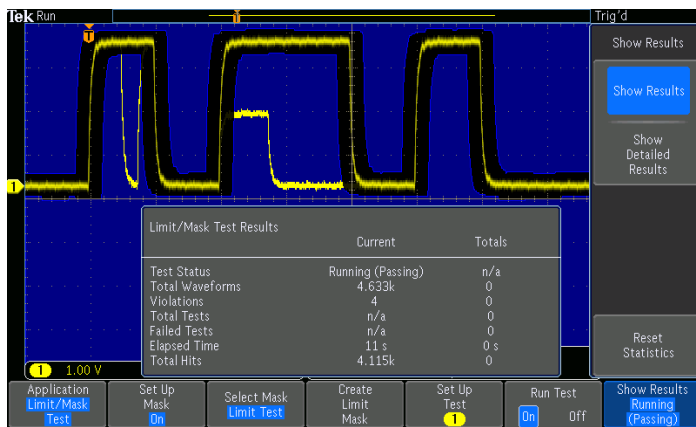 Tek Run
Trig'd
T
T
1
Show Results
Show Results
Show
Detailed
Results
Reset
Statistics
Limit/Mask Test Results
Current Totals
Test Status Running (Passing) n/a
Total Waveforms 4.633k 0
Violations 4 0
Total Tests n/a 0
Failed Tests n/a 0
Elapsed Time 11 s 0 s
Total Hits 4.115k 0
1 1.00 V
Application
Limit/Mask
Test
Set Up
Mask
On
Select Mask
Limit Test
Create
Limit
Mask
Set Up
Test
1
Run Test
On Off
Show Results
Running
(Passing)